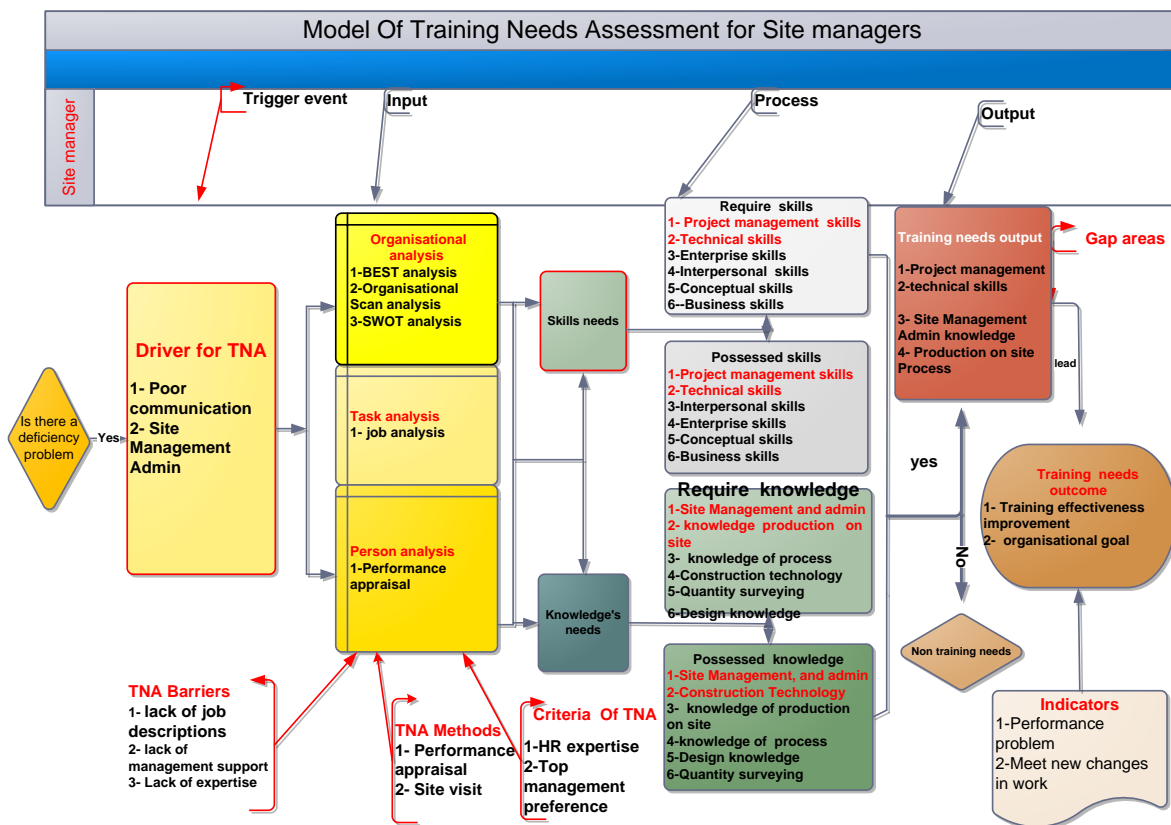 Model Of Training Needs Assessment for Site managers
Site manager
Trigger event
Input
Process
Output
Is there a
deficiency
problem
Yes
Driver for TNA
1- Poor
communication
2- Site
Management
Admin
Organisational
analysis
1-BEST analysis
2-Organisational
Scan analysis
3-SWOT analysis
Task analysis
1- job analysis
Person analysis
1-Performance
appraisal
TNA Barriers
1- lack of job
descriptions
2- lack of
management support
3- Lack of expertise
TNA Methods
1- Performance
appraisal
2- Site visit
Criteria Of TNA
1-HR expertise
2-Top
management
preference
Skills needs
Knowledge's
needs
Require skills
1- Project management skills
2-Technical skills
3-Enterprise skills
4-Interpersonal skills
5-Conceptual skills
6--Business skills
Possessed skills
1-Project management skills
2-Technical skills
3-Interpersonal skills
4-Enterprise skills
5-Conceptual skills
6-Business skills
Require knowledge
1-Site Management and admin
2- knowledge production on
site
3- knowledge of process
4-Construction technology
5-Quantity surveying
6-Design knowledge
Possessed knowledge
1-Site Management, and admin
2-Construction Technology
3- knowledge of production
on site
4-knowledge of process
5-Design knowledge
6-Quantity surveying
Training needs output
1-Project management
2-technical skills
3- Site Management
Admin knowledge
4- Production on site
Process
Gap areas
lead
yes
No
Non training needs
Training needs
outcome
1- Training effectiveness
improvement
2- organisational goal
Indicators
1-Performance
problem
2-Meet new changes
in work